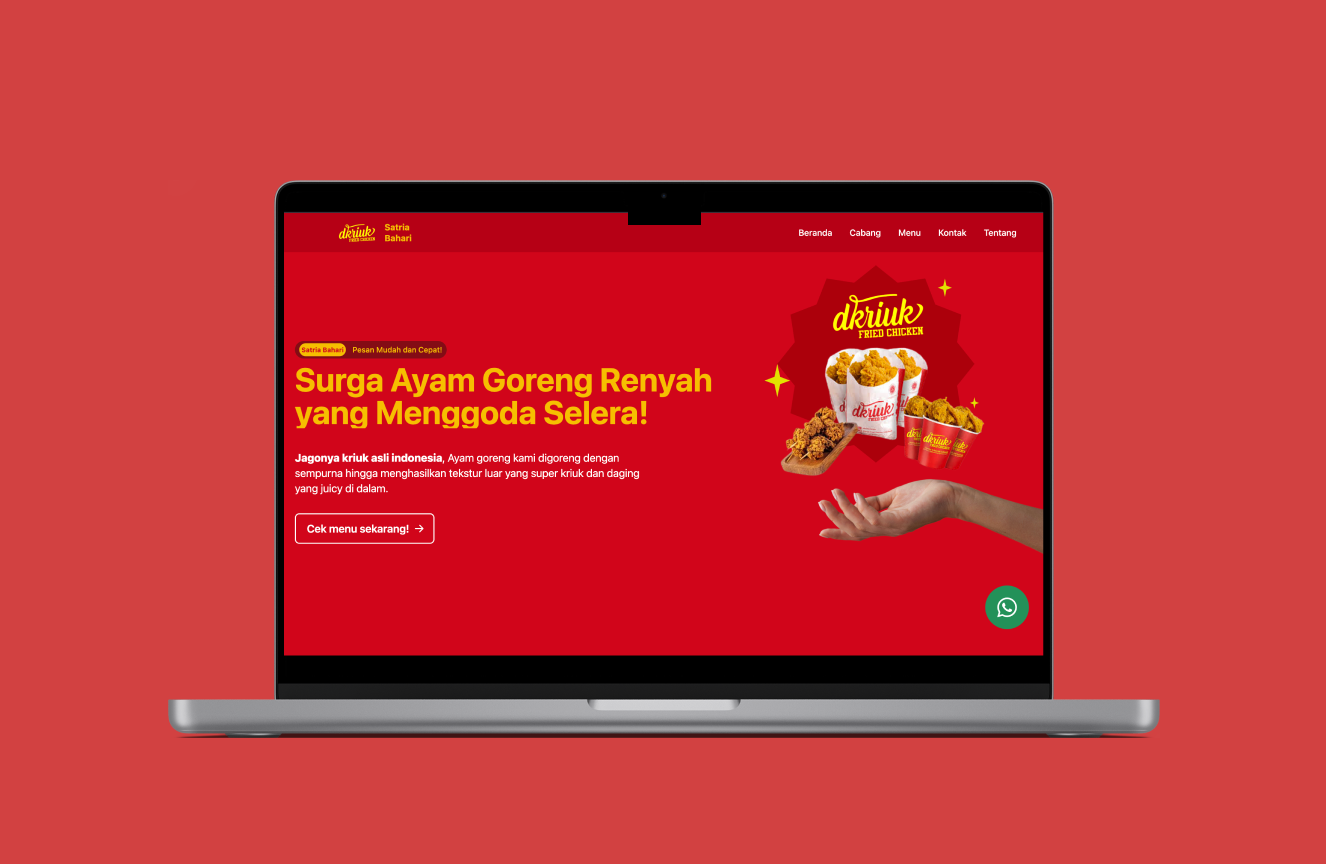 dkriuk
FRIED CHICKEN
Satria
Bahari
Beranda Cabang Menu Kontak Tentang
Satria Bahari Pesan Mudah dan Cepat!
Surga Ayam Goreng Renyah
yang Menggoda Selera!
Jagonya kriuk asli indonesia, Ayam goreng kami digoreng dengan
sempurna hingga menghasilkan tekstur luar yang super kriuk dan daging
yang juicy di dalam.
Cek menu sekarang! →
dkriuk
FRIED CHICKEN
dkriuk
dkriuk